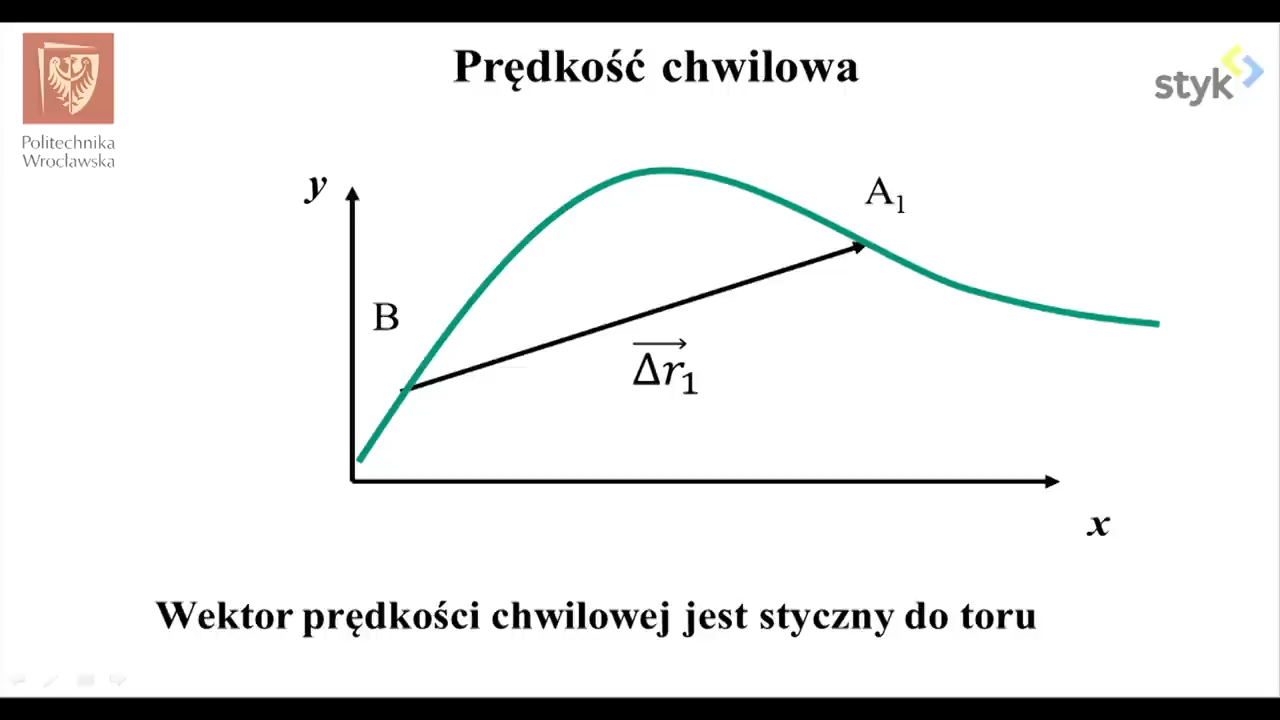 Prędkość chwilowa
Politechnika
Wrocławska
styk
y
A₁
B
Δr₁
x
Wektor prędkości chwilowej jest styczny do toru